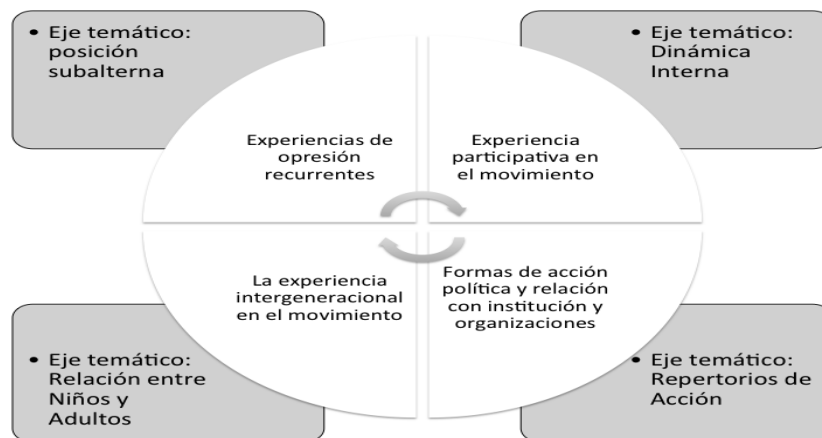 • Eje temático:
posición
subalterna
• Eje temático:
Dinámica
Interna
Experiencias de
opresión
recurrentes
Experiencia
participativa en
el movimiento
La experiencia
intergeneracional
en el movimiento
Formas de acción
política y relación
con institución y
organizaciones
• Eje temático:
Relación entre
Niños y
Adultos
• Eje temático:
Repertorios de
Acción